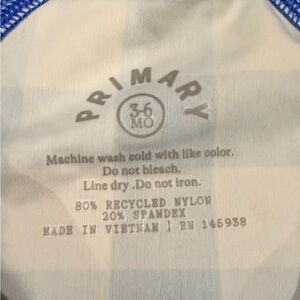 PRIMARY
3-6
MO
Machine wash cold with like color.
Do not bleach.
Line dry. Do not iron.
80% RECYCLED NYLON
20% SPANDEX
MADE IN VIETNAM | RN 145938